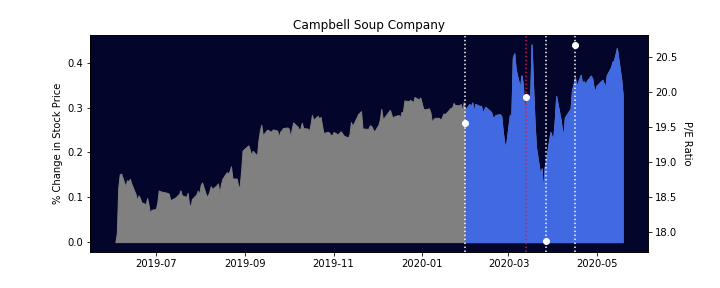 Campbell Soup Company
% Change in Stock Price
0.4
0.3
0.2
0.1
0.0
20.5
20.0
19.5
19.0
18.5
18.0
P/E Ratio
2019-07 2019-09 2019-11 2020-01 2020-03 2020-05